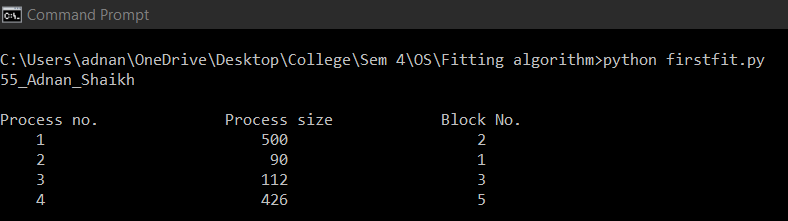 Command Prompt
C:\Users\adnan\OneDrive\Desktop\College\Sem 4\OS\Fitting algorithm>python firstfit.py
55_Adnan_Shaikh
Process no. Process size Block No.
1 500 2
2 90 1
3 112 3
4 426 5